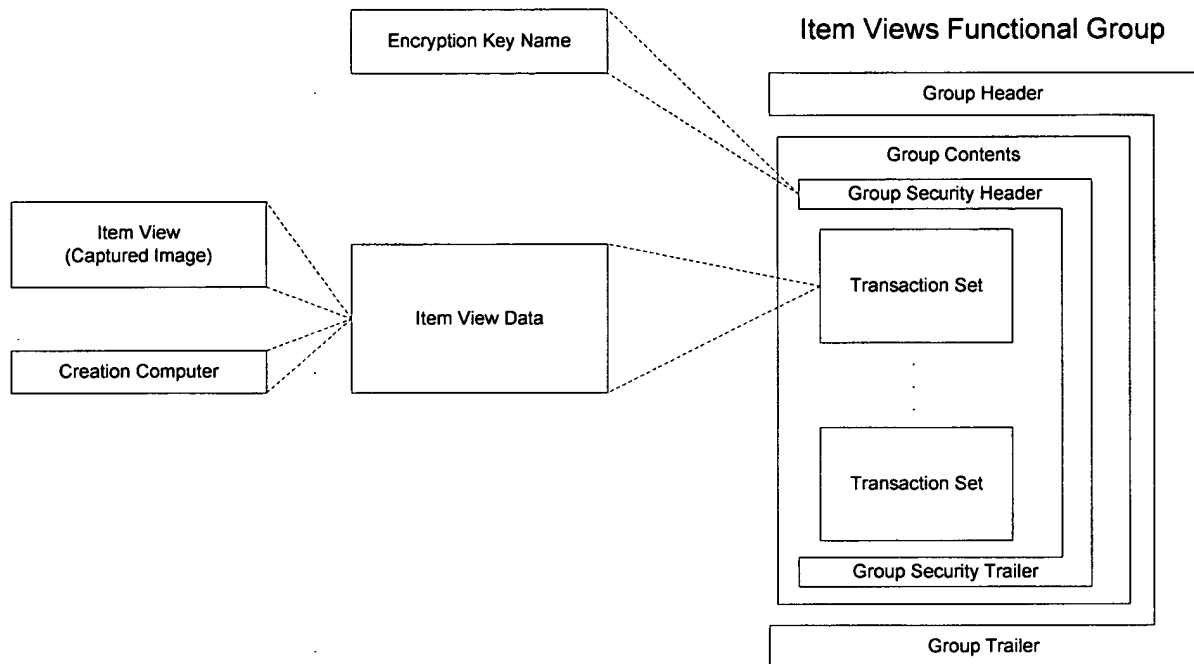 Item Views Functional Group
Encryption Key Name
Group Header
Group Contents
Group Security Header
Item View
(Captured Image)
Item View Data
Transaction Set
Creation Computer
Transaction Set
Group Security Trailer
Group Trailer